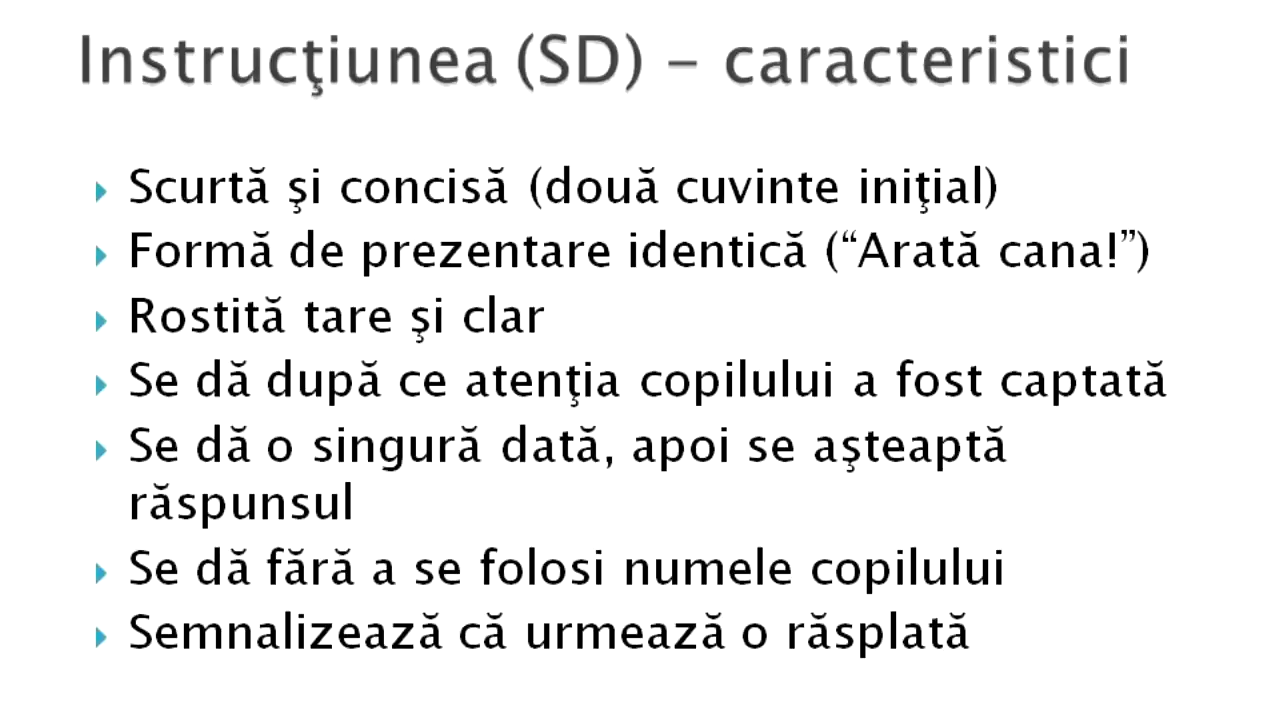 Instrucţiunea (SD) – caracteristici
Scurtă şi concisă (două cuvinte iniţial)
Formă de prezentare identică (“Arată cana!”)
Rostită tare şi clar
Se dă după ce atenţia copilului a fost captată
Se dă o singură dată, apoi se aşteaptă
răspunsul
Se dă fără a se folosi numele copilului
Semnalizează că urmează o răsplată